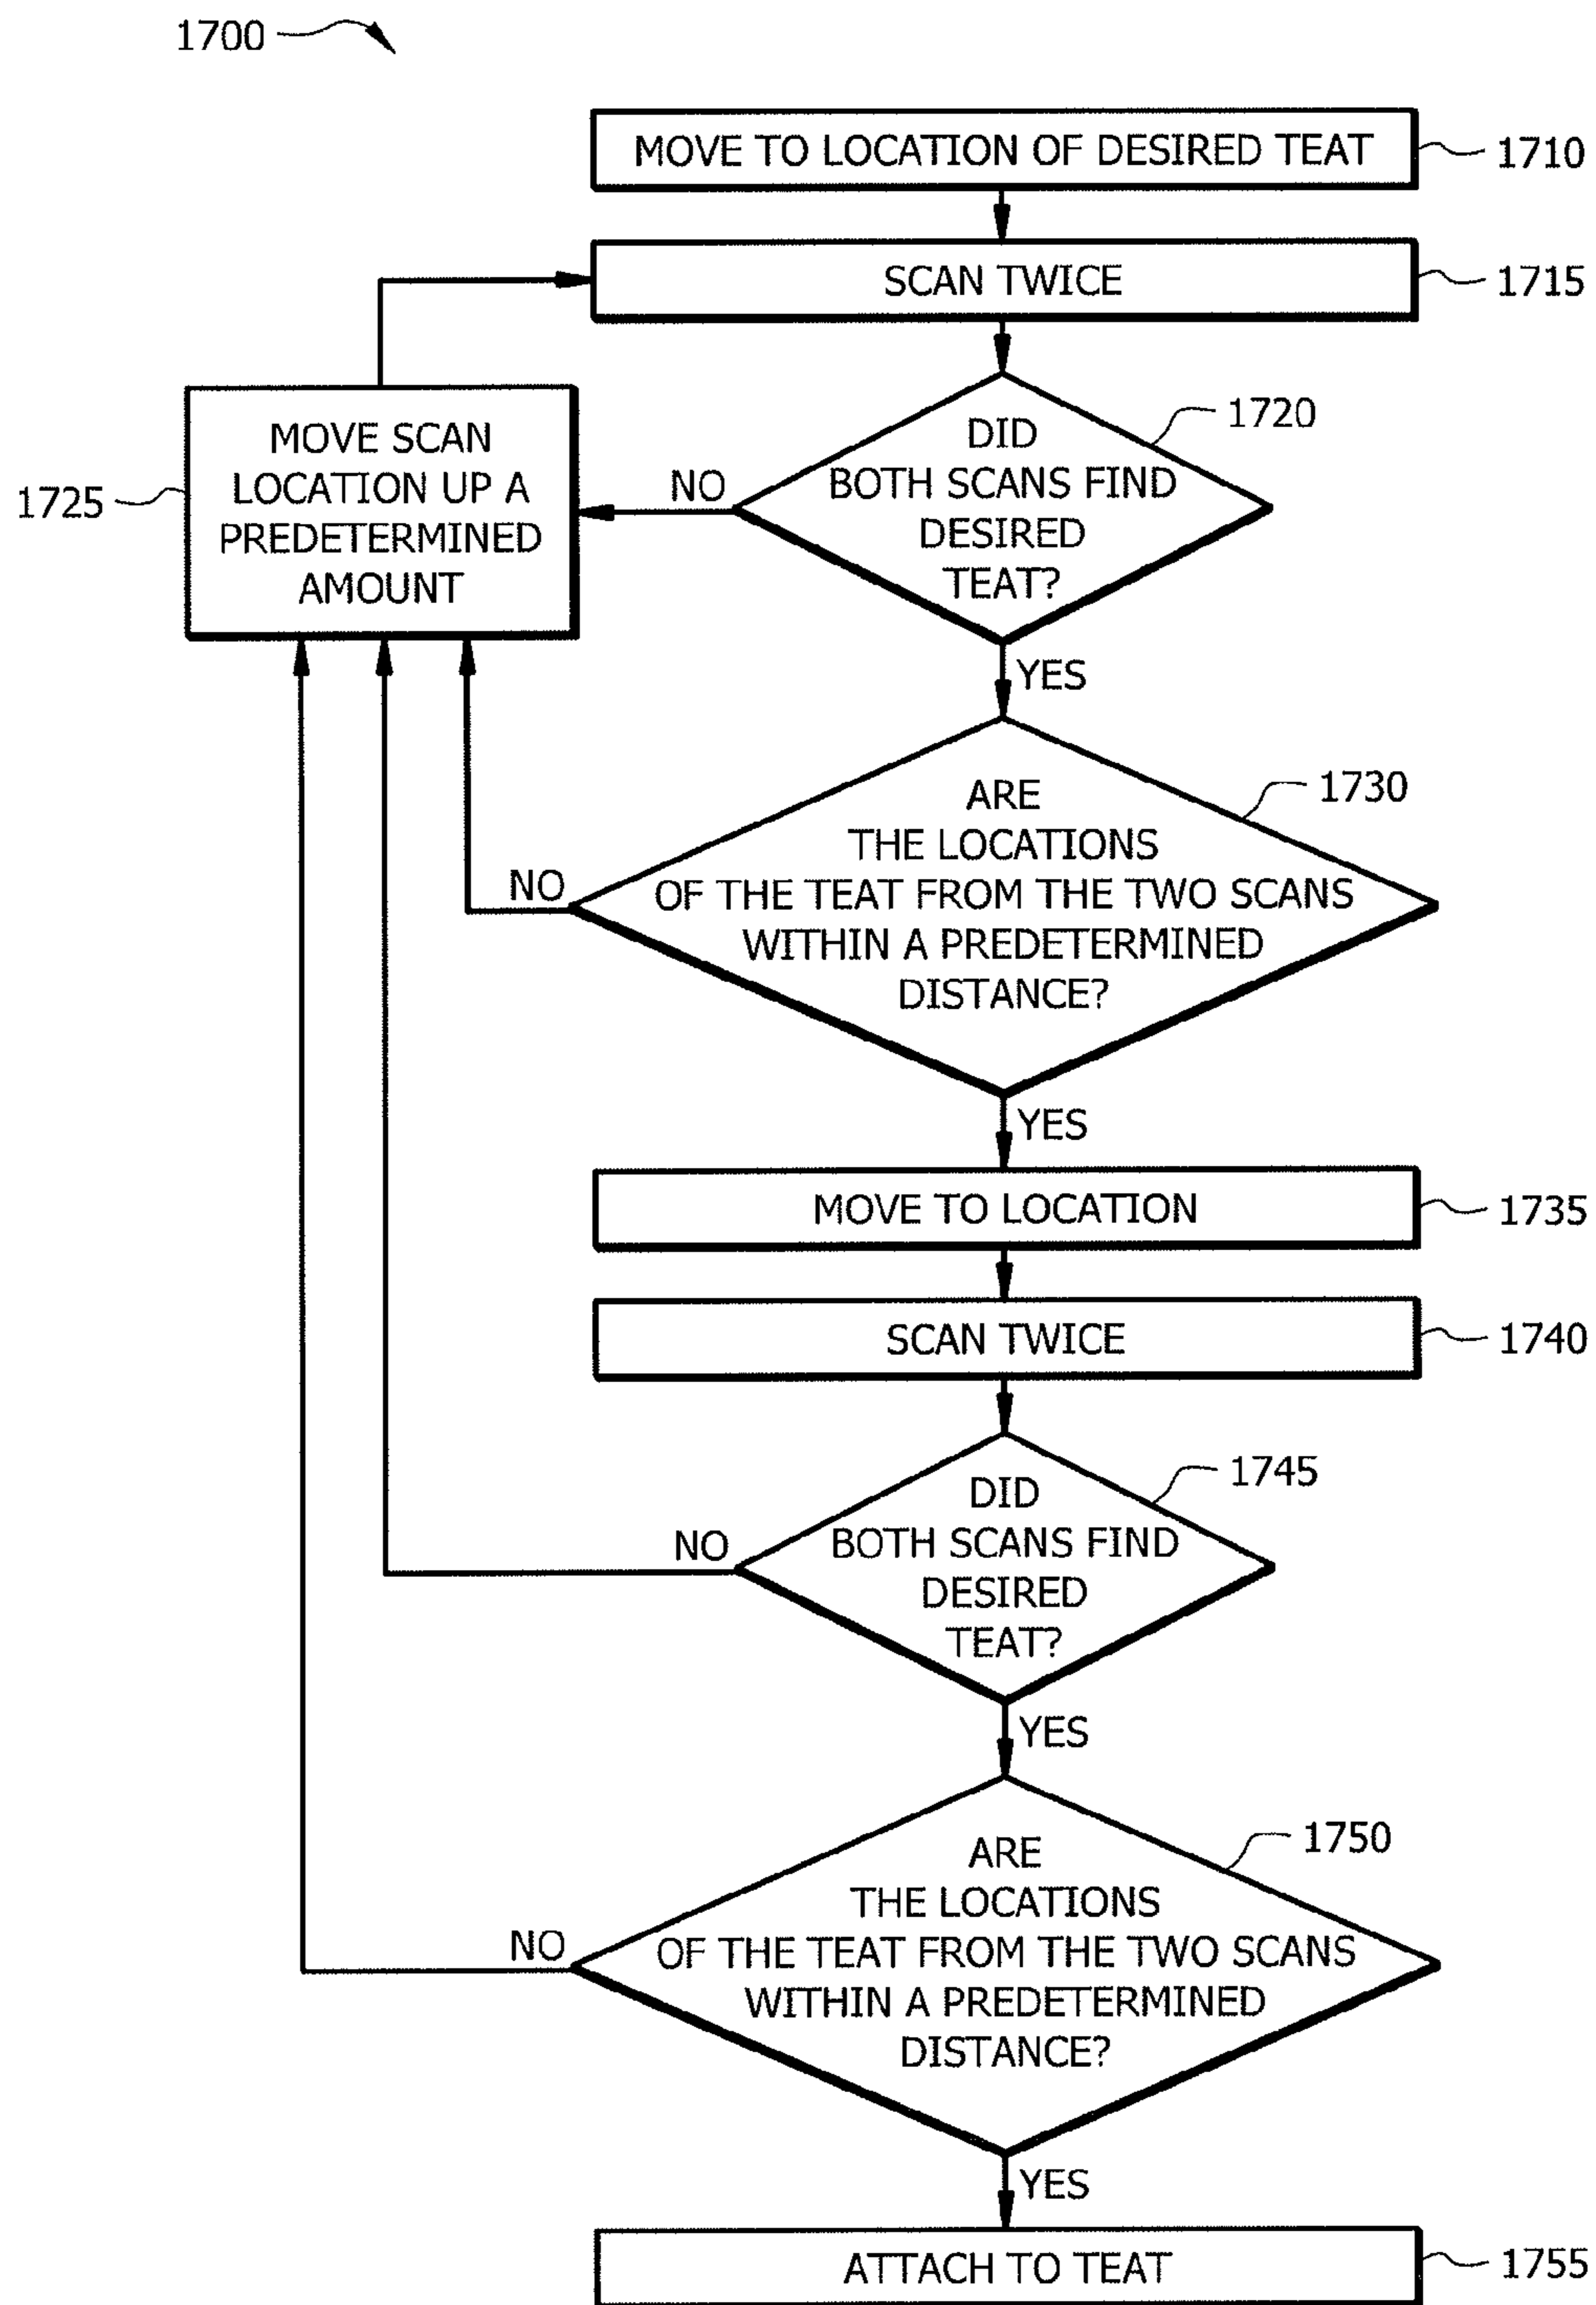 1700
MOVE TO LOCATION OF DESIRED TEAT
1710
SCAN TWICE
1715
MOVE SCAN
LOCATION UP A
PREDETERMINED
AMOUNT
1725
NO
DID
BOTH SCANS FIND
DESIRED
TEAT?
1720
YES
ARE
THE LOCATIONS
OF THE TEAT FROM THE TWO SCANS
WITHIN A PREDETERMINED
DISTANCE?
1730
NO
YES
MOVE TO LOCATION
1735
SCAN TWICE
1740
DID
BOTH SCANS FIND
DESIRED
TEAT?
1745
NO
YES
ARE
THE LOCATIONS
OF THE TEAT FROM THE TWO SCANS
WITHIN A PREDETERMINED
DISTANCE?
1750
NO
YES
ATTACH TO TEAT
1755